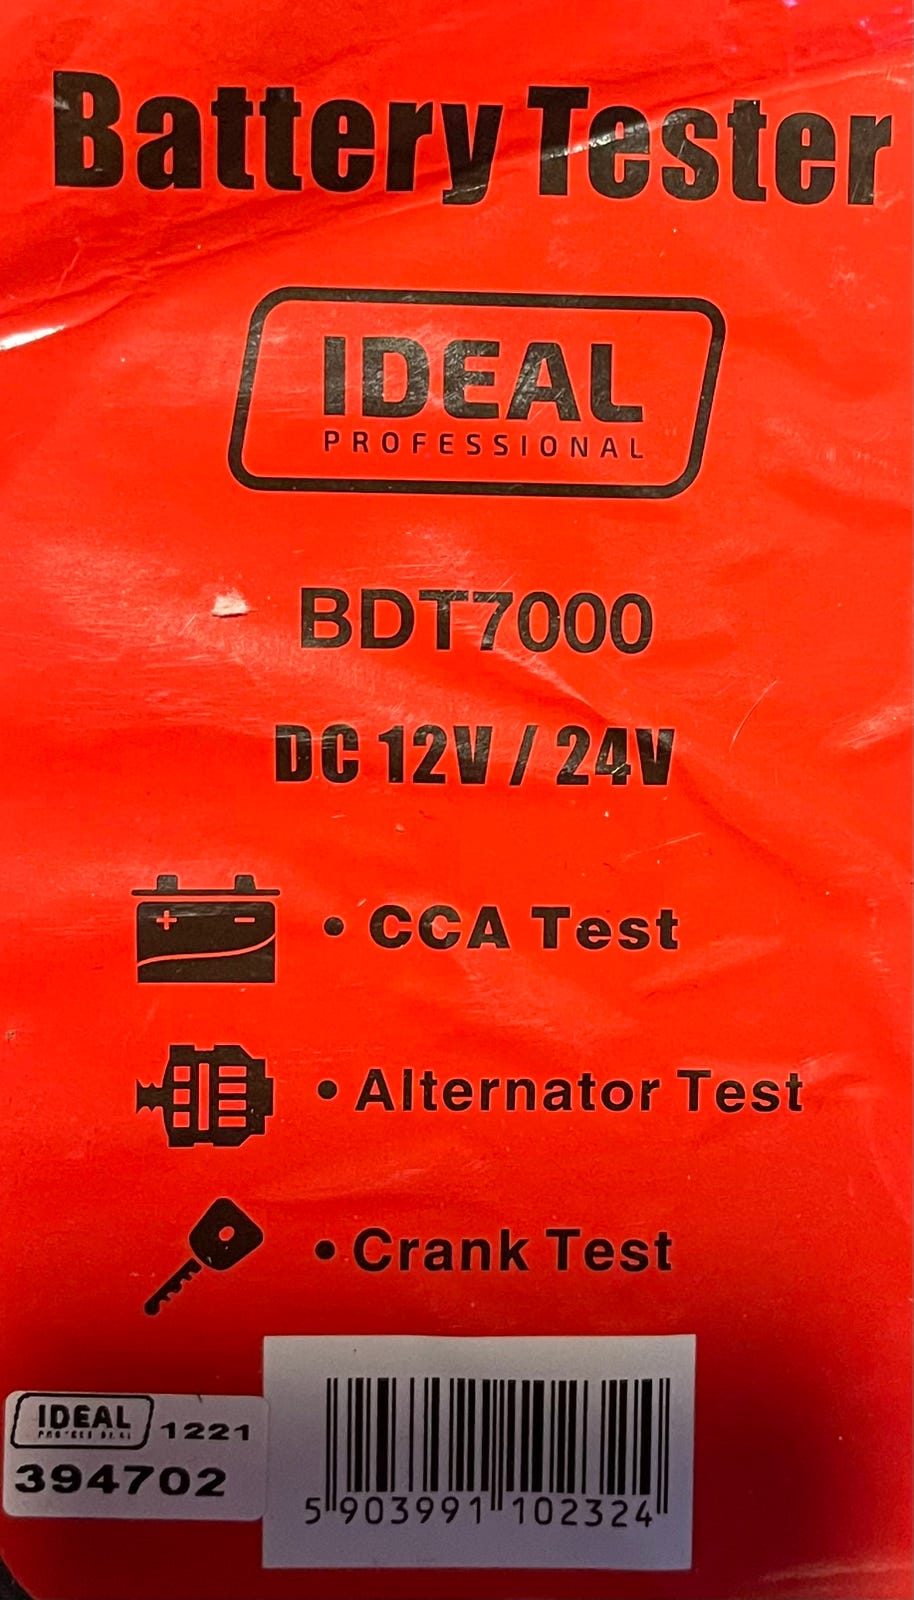 Battery Tester
IDEAL
PROFESSIONAL
BDT7000
DC 12V / 24V
+ −
• CCA Test
• Alternator Test
• Crank Test
IDEAL
PROFESSIONAL
1221
394702
5 903991 102324